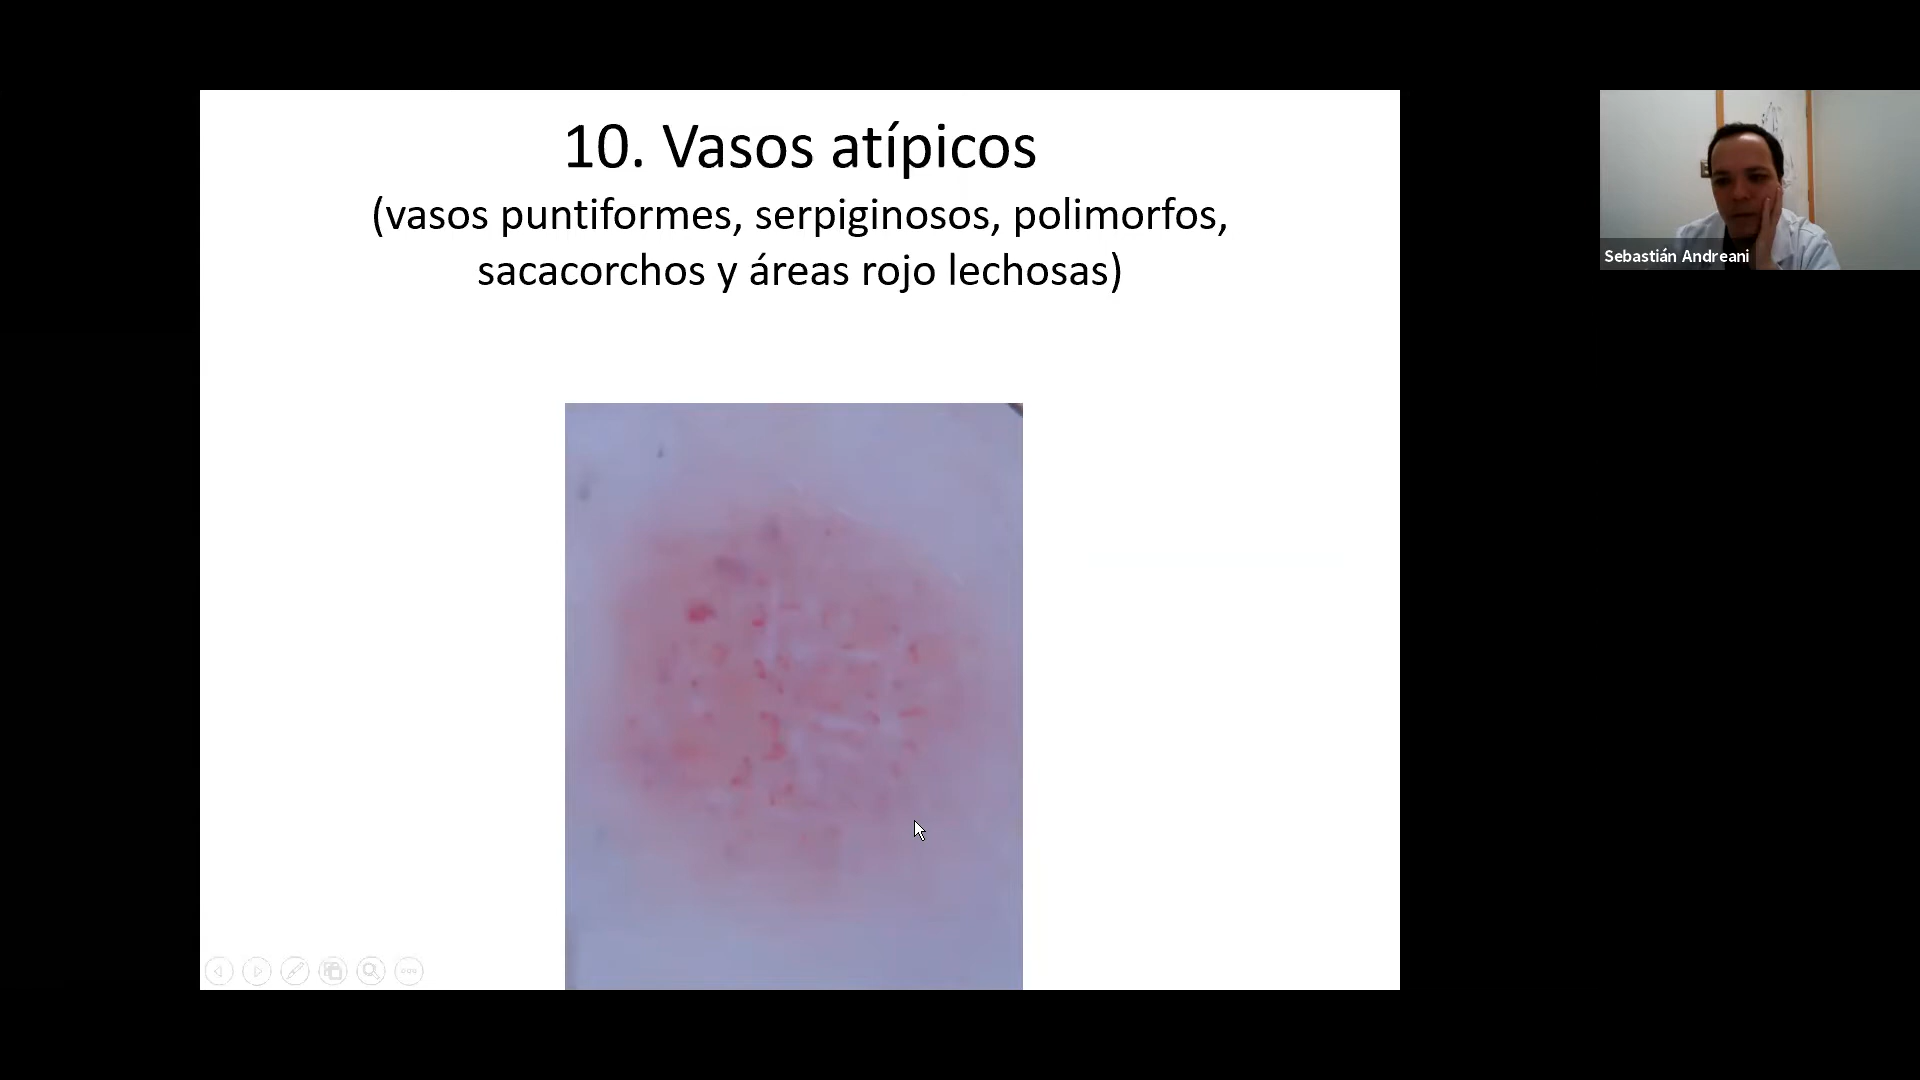 10. Vasos atípicos
(vasos puntiformes, serpiginosos, polimorfos,
sacacorchos y áreas rojo lechosas)
Sebastián Andreani